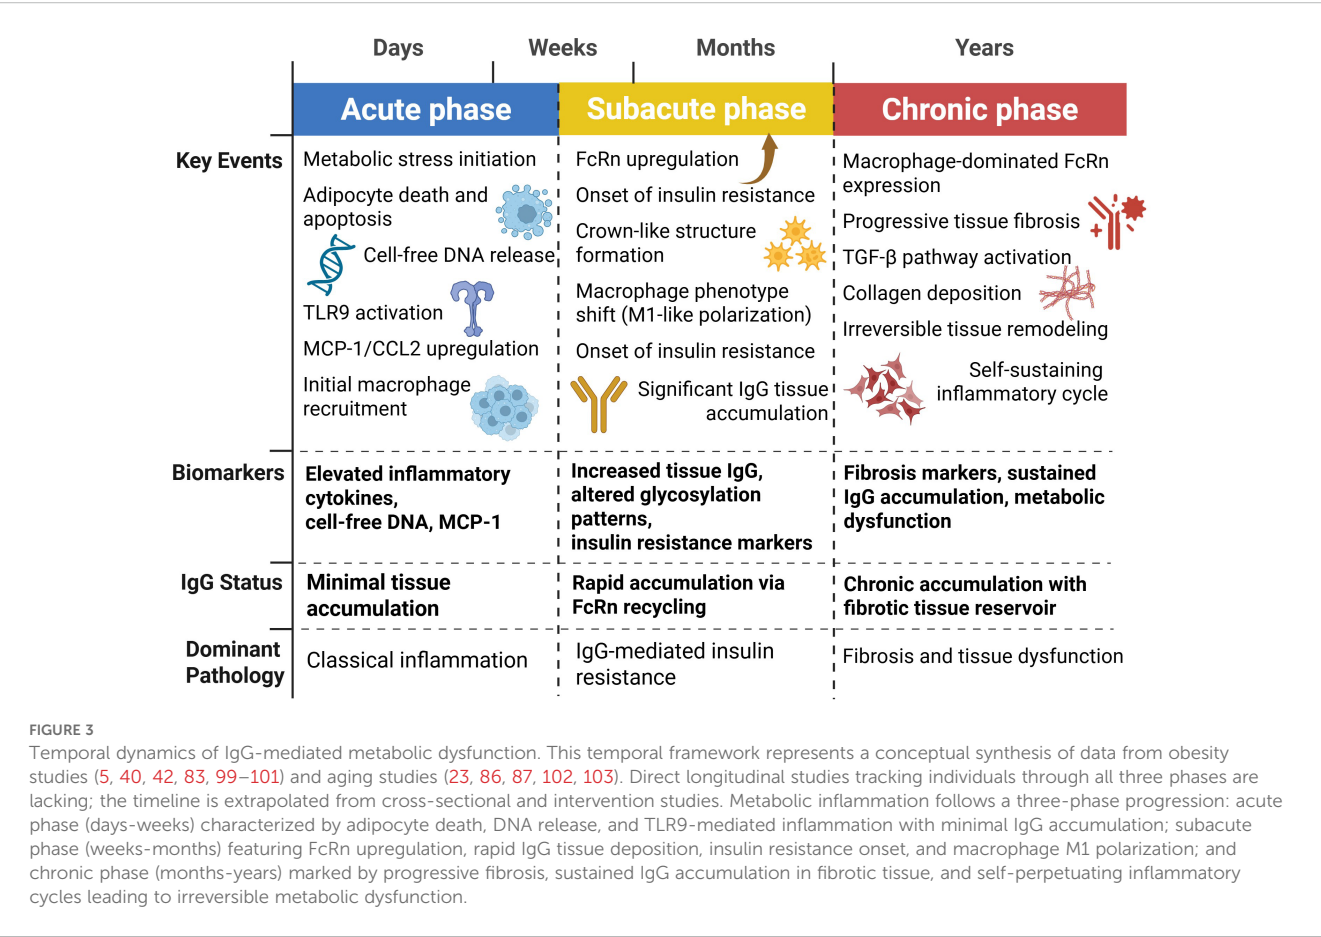 Days
Weeks
Months
Years
Acute phase
Subacute phase
Chronic phase
Key Events
Metabolic stress initiation
Adipocyte death and
apoptosis
Cell-free DNA release
TLR9 activation
MCP-1/CCL2 upregulation
Initial macrophage
recruitment
FcRn upregulation
Onset of insulin resistance
Crown-like structure
formation
Macrophage phenotype
shift (M1-like polarization)
Onset of insulin resistance
Significant IgG tissue
accumulation
Macrophage-dominated FcRn
expression
Progressive tissue fibrosis
TGF-β pathway activation
Collagen deposition
Irreversible tissue remodeling
Self-sustaining
inflammatory cycle
Biomarkers
Elevated inflammatory
cytokines,
cell-free DNA, MCP-1
Increased tissue IgG,
altered glycosylation
patterns,
insulin resistance markers
Fibrosis markers, sustained
IgG accumulation, metabolic
dysfunction
IgG Status
Minimal tissue
accumulation
Rapid accumulation via
FcRn recycling
Chronic accumulation with
fibrotic tissue reservoir
Dominant
Pathology
Classical inflammation
IgG-mediated insulin
resistance
Fibrosis and tissue dysfunction
FIGURE 3
Temporal dynamics of IgG-mediated metabolic dysfunction. This temporal framework represents a conceptual synthesis of data from obesity
studies (5, 40, 42, 83, 99–101) and aging studies (23, 86, 87, 102, 103). Direct longitudinal studies tracking individuals through all three phases are
lacking; the timeline is extrapolated from cross-sectional and intervention studies. Metabolic inflammation follows a three-phase progression: acute
phase (days-weeks) characterized by adipocyte death, DNA release, and TLR9-mediated inflammation with minimal IgG accumulation; subacute
phase (weeks-months) featuring FcRn upregulation, rapid IgG tissue deposition, insulin resistance onset, and macrophage M1 polarization; and
chronic phase (months-years) marked by progressive fibrosis, sustained IgG accumulation in fibrotic tissue, and self-perpetuating inflammatory
cycles leading to irreversible metabolic dysfunction.